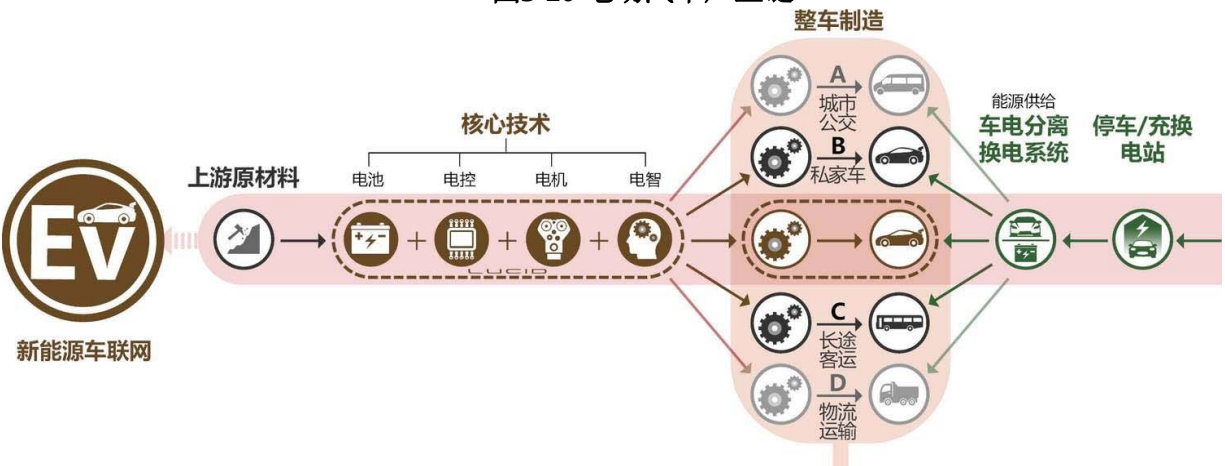 整车制造
A
城市
公交
能源供给
车电分离
换电系统
停车/充换
电站
核心技术
B
私家车
上游原材料
电池
电控
电机
电智
EV
LUCID
新能源车联网
C
长途
客运
D
物流
运输